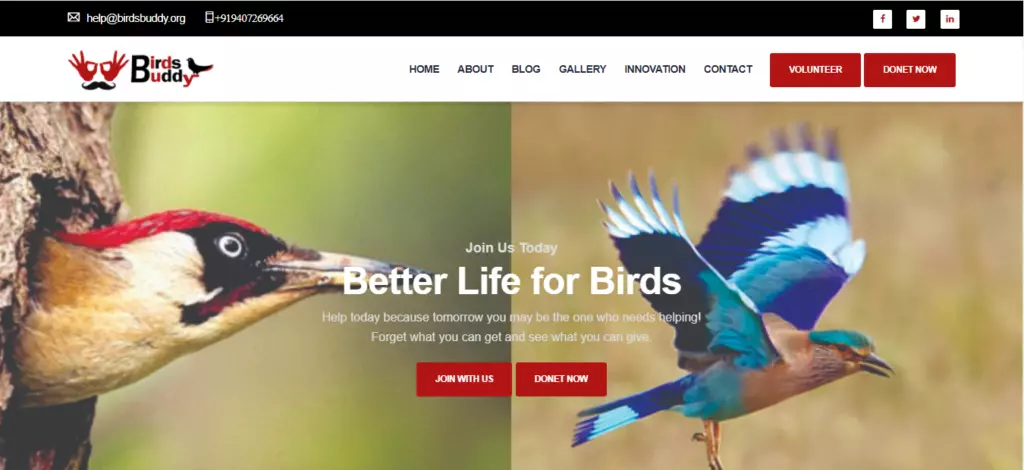 help@birdsbuddy.org +919407269664
Birds
Buddy
HOME ABOUT BLOG GALLERY INNOVATION CONTACT VOLUNTEER DONET NOW
Join Us Today
Better Life for Birds
Help today because tomorrow you may be the one who needs helping!
Forget what you can get and see what you can give.
JOIN WITH US DONET NOW